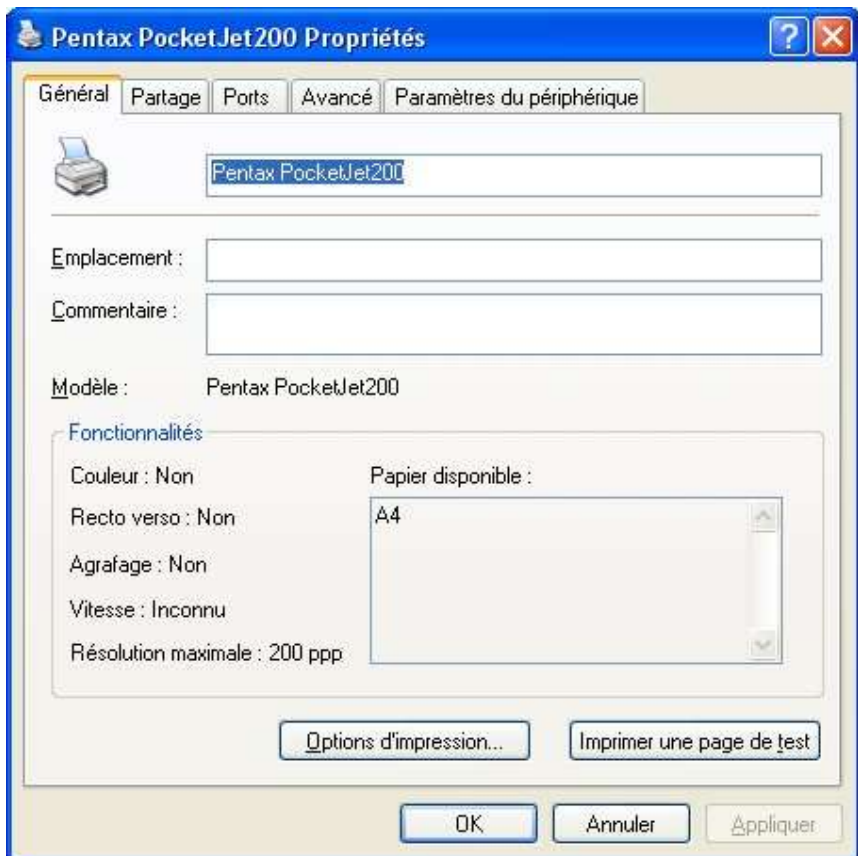 Pentax PocketJet200 Propriétés
Général Partage Ports Avancé Paramètres du périphérique
Pentax PocketJet200
Emplacement :
Commentaire :
Modèle : Pentax PocketJet200
Fonctionnalités
Couleur : Non Papier disponible :
Recto verso : Non A4
Agrafage : Non
Vitesse : Inconnu
Résolution maximale : 200 ppp
Options d'impression... Imprimer une page de test
OK Annuler Appliquer